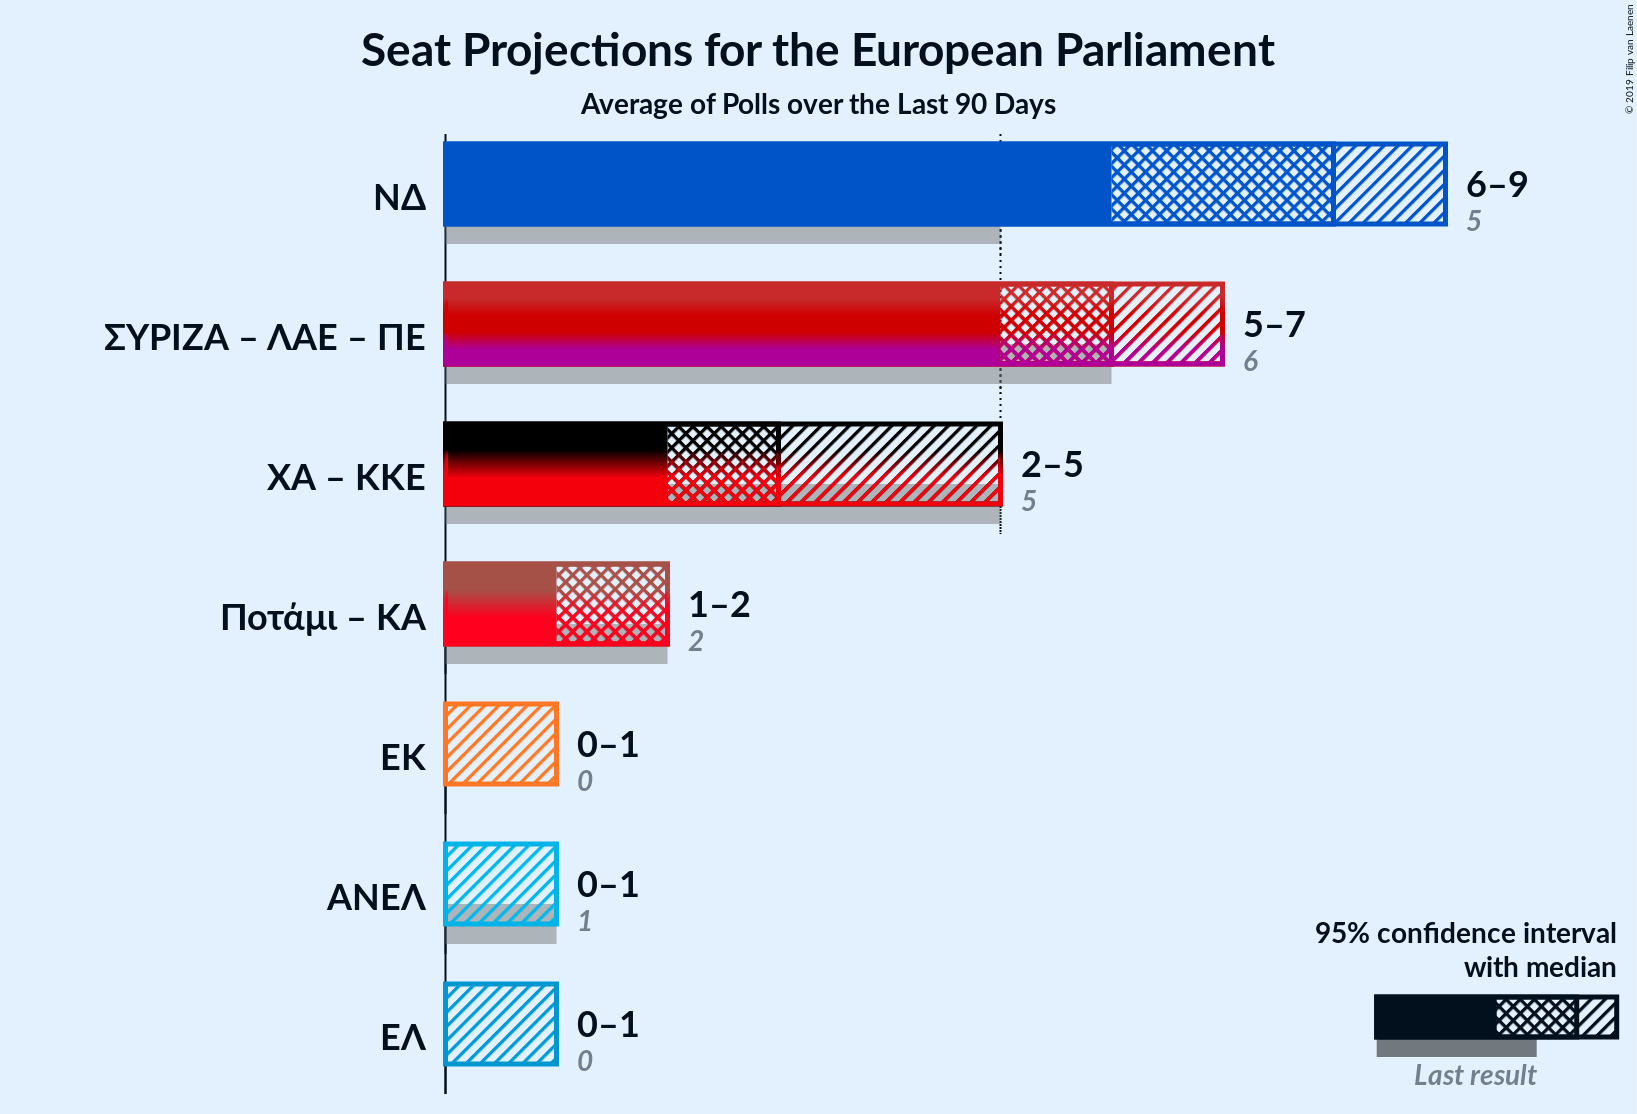 Seat Projections for the European Parliament
Average of Polls over the Last 90 Days
© 2019 Filip van Laenen
ΝΔ
6–9
5
ΣΥΡΙΖΑ – ΛΑΕ – ΠΕ
5–7
6
ΧΑ – ΚΚΕ
2–5
5
Ποτάμι – ΚΑ
1–2
2
ΕΚ
0–1
0
ΑΝΕΛ
0–1
1
ΕΛ
0–1
0
95% confidence interval
with median
Last result